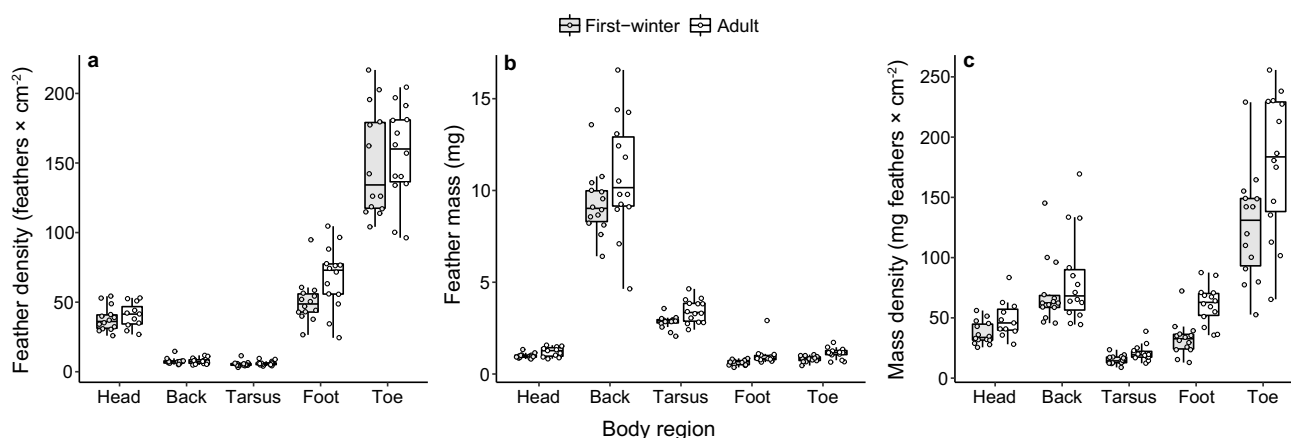 First−winter Adult
a
Feather density (feathers × cm-2)
200
150
100
50
0
Head Back Tarsus Foot Toe
b
Feather mass (mg)
15
10
5
0
Head Back Tarsus Foot Toe
c
Mass density (mg feathers × cm-2)
250
200
150
100
50
0
Head Back Tarsus Foot Toe
Body region